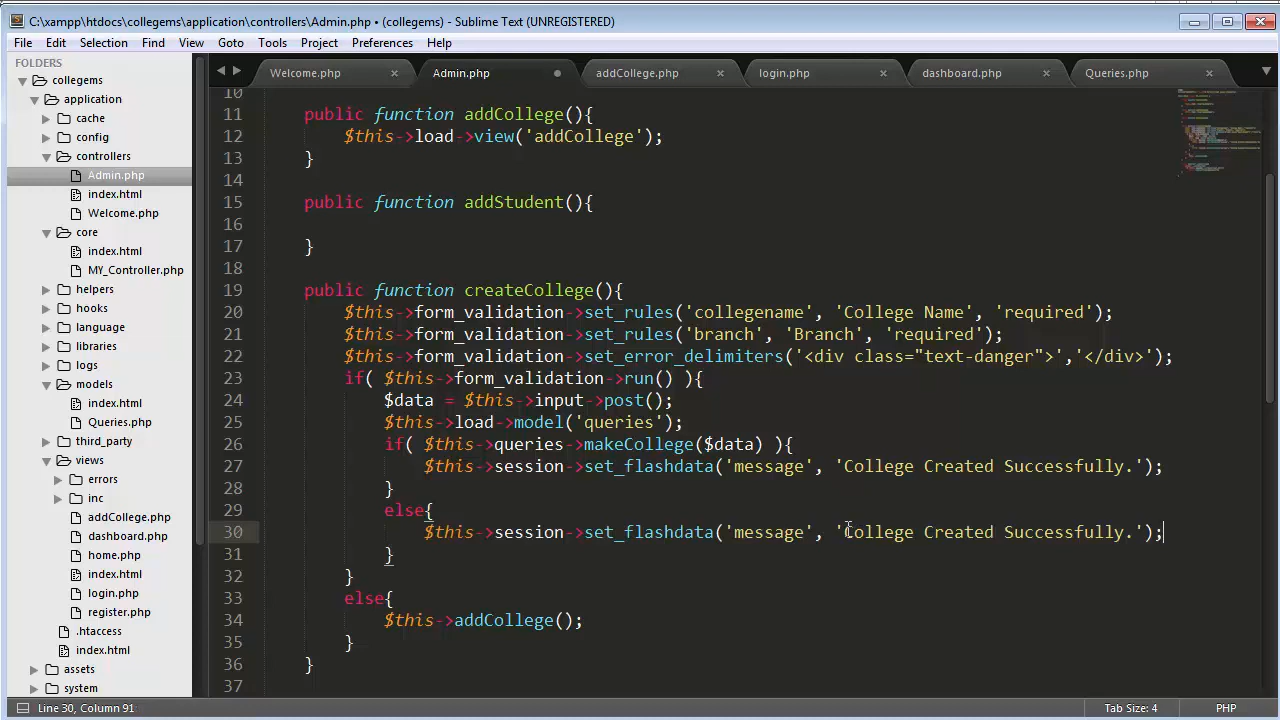 C:\xampp\htdocs\collegems\application\controllers\Admin.php • (collegems) - Sublime Text (UNREGISTERED)
File Edit Selection Find View Goto Tools Project Preferences Help
FOLDERS
collegems
application
cache
config
controllers
Admin.php
index.html
Welcome.php
core
index.html
MY_Controller.php
helpers
hooks
language
libraries
logs
models
index.html
Queries.php
third_party
views
errors
inc
addCollege.php
dashboard.php
home.php
index.html
login.php
register.php
.htaccess
index.html
assets
system
Welcome.php × Admin.php • addCollege.php × login.php × dashboard.php × Queries.php ×
10
11 public function addCollege(){
12 $this->load->view('addCollege');
13 }
14
15 public function addStudent(){
16
17 }
18
19 public function createCollege(){
20 $this->form_validation->set_rules('collegename', 'College Name', 'required');
21 $this->form_validation->set_rules('branch', 'Branch', 'required');
22 $this->form_validation->set_error_delimiters('<div class="text-danger">','</div>');
23 if( $this->form_validation->run() ){
24 $data = $this->input->post();
25 $this->load->model('queries');
26 if( $this->queries->makeCollege($data) ){
27 $this->session->set_flashdata('message', 'College Created Successfully.');
28 }
29 else{
30 $this->session->set_flashdata('message', 'College Created Successfully.');
31 }
32 }
33 else{
34 $this->addCollege();
35 }
36 }
37
Line 30, Column 91 Tab Size: 4 PHP